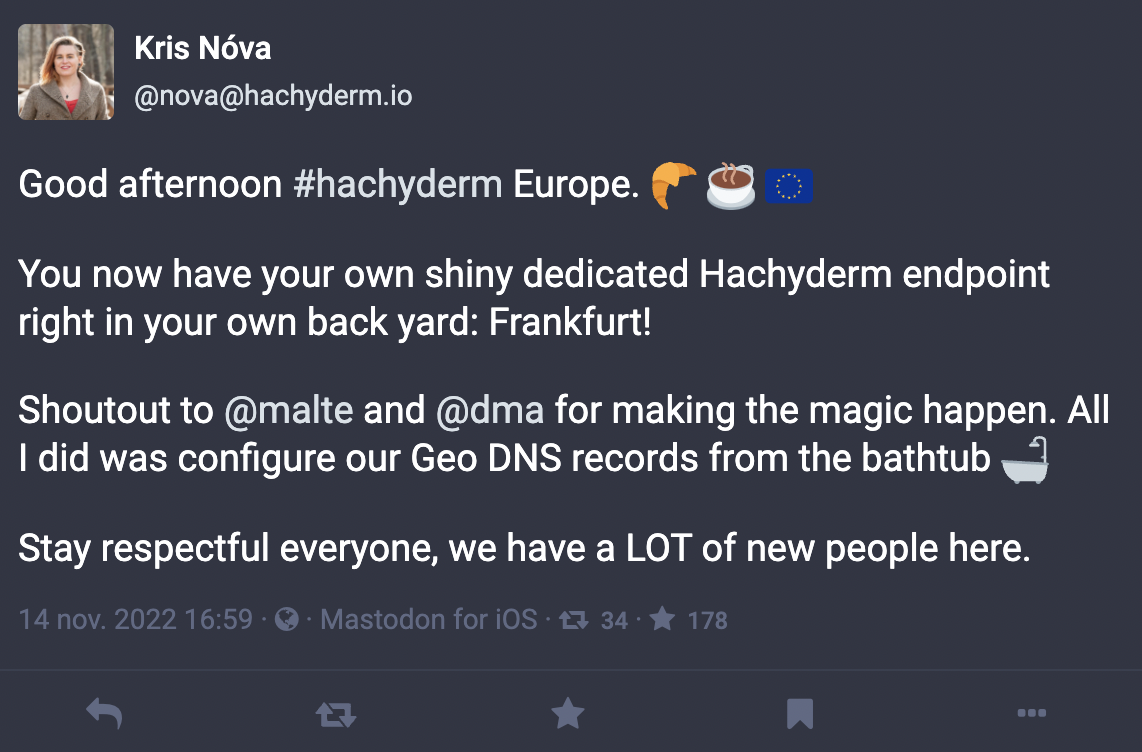 Kris Nóva
@nova@hachyderm.io
Good afternoon #hachyderm Europe. 🥐☕🇪🇺
You now have your own shiny dedicated Hachyderm endpoint
right in your own back yard: Frankfurt!
Shoutout to @malte and @dma for making the magic happen. All
I did was configure our Geo DNS records from the bathtub 🛁
Stay respectful everyone, we have a LOT of new people here.
14 nov. 2022 16:59 · · Mastodon for iOS · 34 · 178